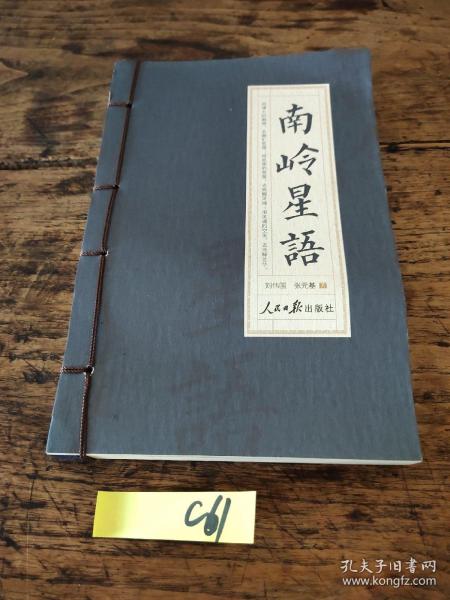 南岭星語
刘伟国 张元基 著
人民日报出版社
C61
孔夫子旧书网
www.kongfz.com